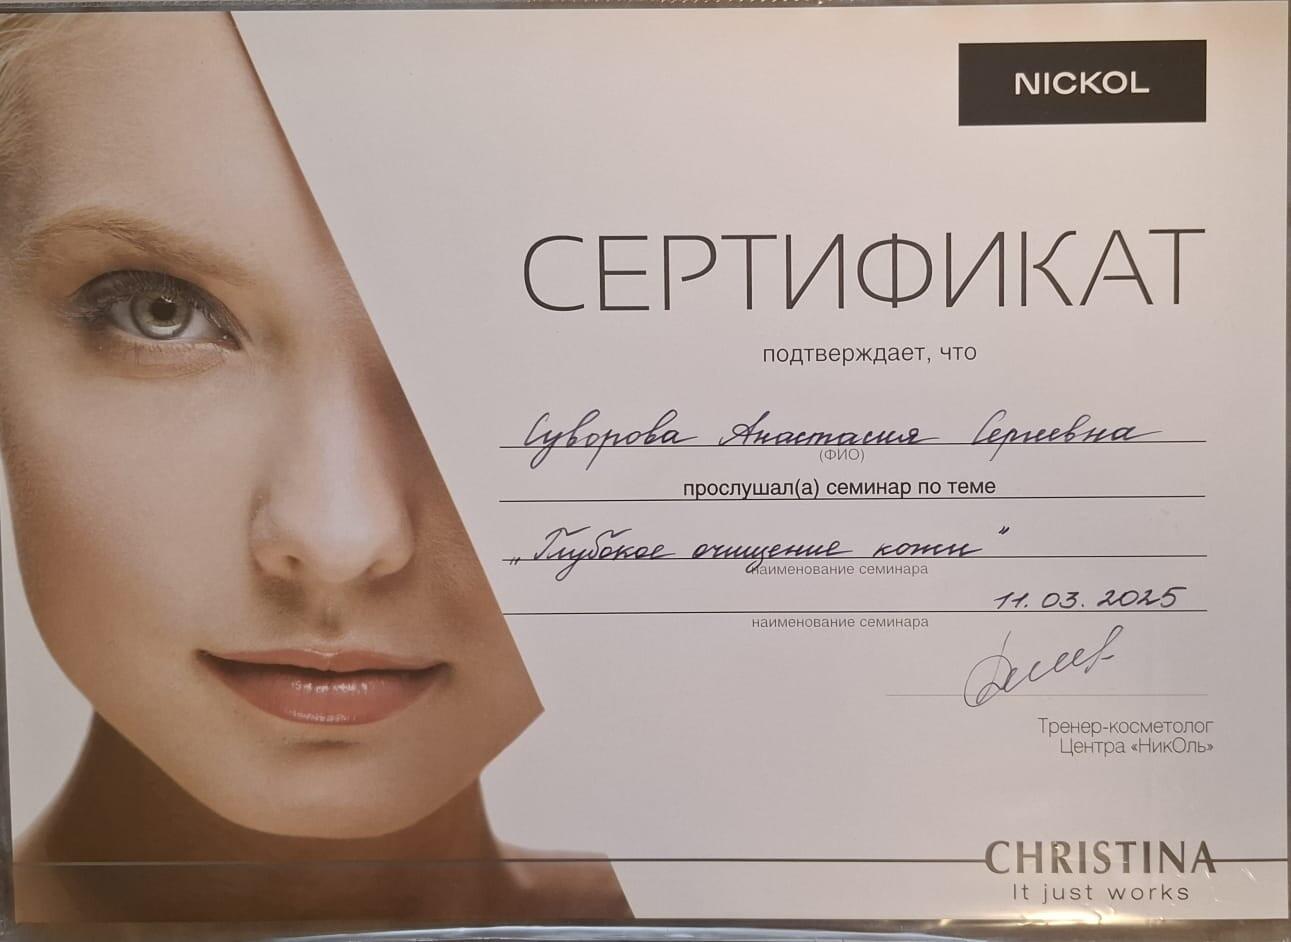 NICKOL
СЕРТИФИКАТ
подтверждает, что
Суворова Анастасия Сергеевна
(ФИО)
прослушал(а) семинар по теме
„Глубокое очищение кожи"
наименование семинара
11.03.2025
наименование семинара
Тренер-косметолог
Центра «НикОль»
CHRISTINA
It just works